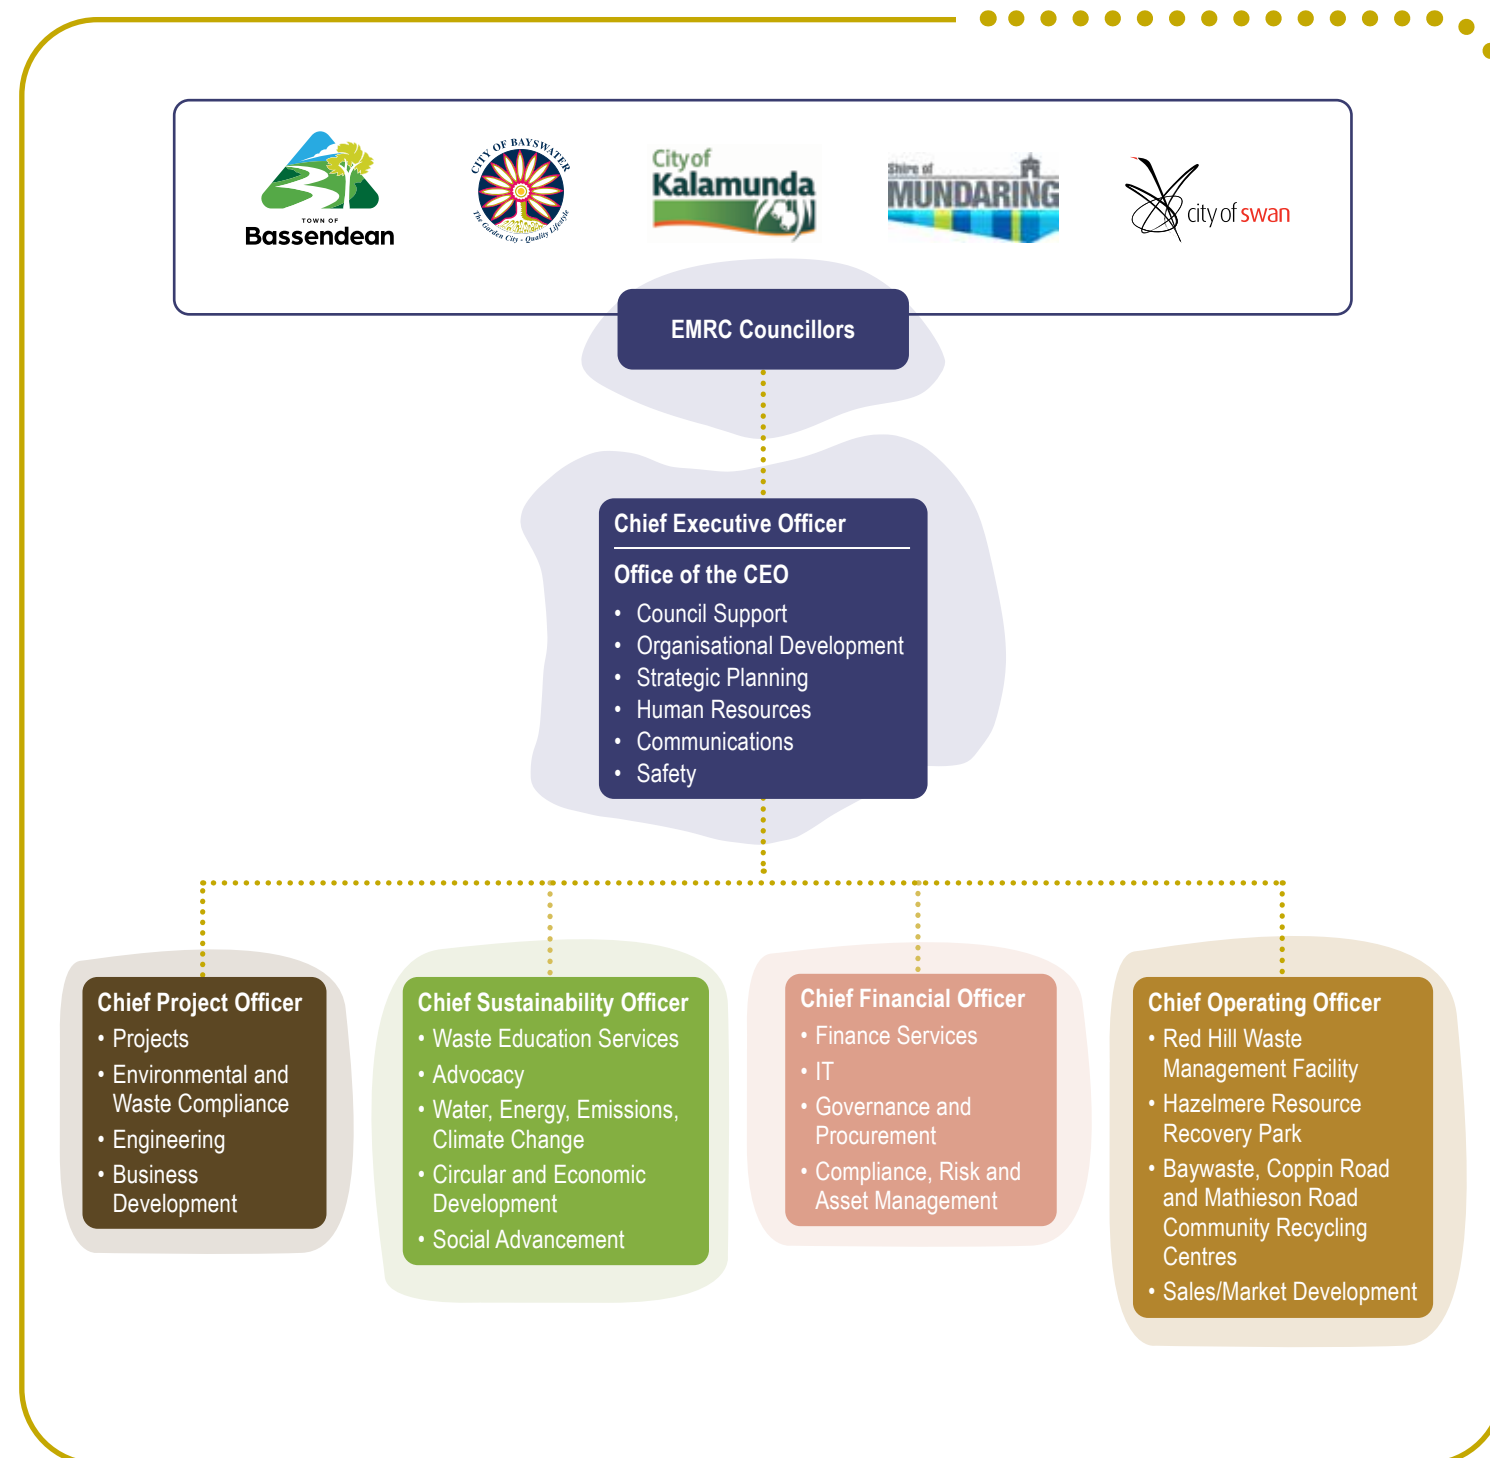 TOWN OF
Bassendean
CITY OF BAYSWATER
The Garden City - Quality Lifestyle
City of
Kalamunda
Shire of
MUNDARING
city of swan
EMRC Councillors
Chief Executive Officer
Office of the CEO
• Council Support
• Organisational Development
• Strategic Planning
• Human Resources
• Communications
• Safety
Chief Project Officer
• Projects
• Environmental and
Waste Compliance
• Engineering
• Business
Development
Chief Sustainability Officer
• Waste Education Services
• Advocacy
• Water, Energy, Emissions,
Climate Change
• Circular and Economic
Development
• Social Advancement
Chief Financial Officer
• Finance Services
• IT
• Governance and
Procurement
• Compliance, Risk and
Asset Management
Chief Operating Officer
• Red Hill Waste
Management Facility
• Hazelmere Resource
Recovery Park
• Baywaste, Coppin Road
and Mathieson Road
Community Recycling
Centres
• Sales/Market Development